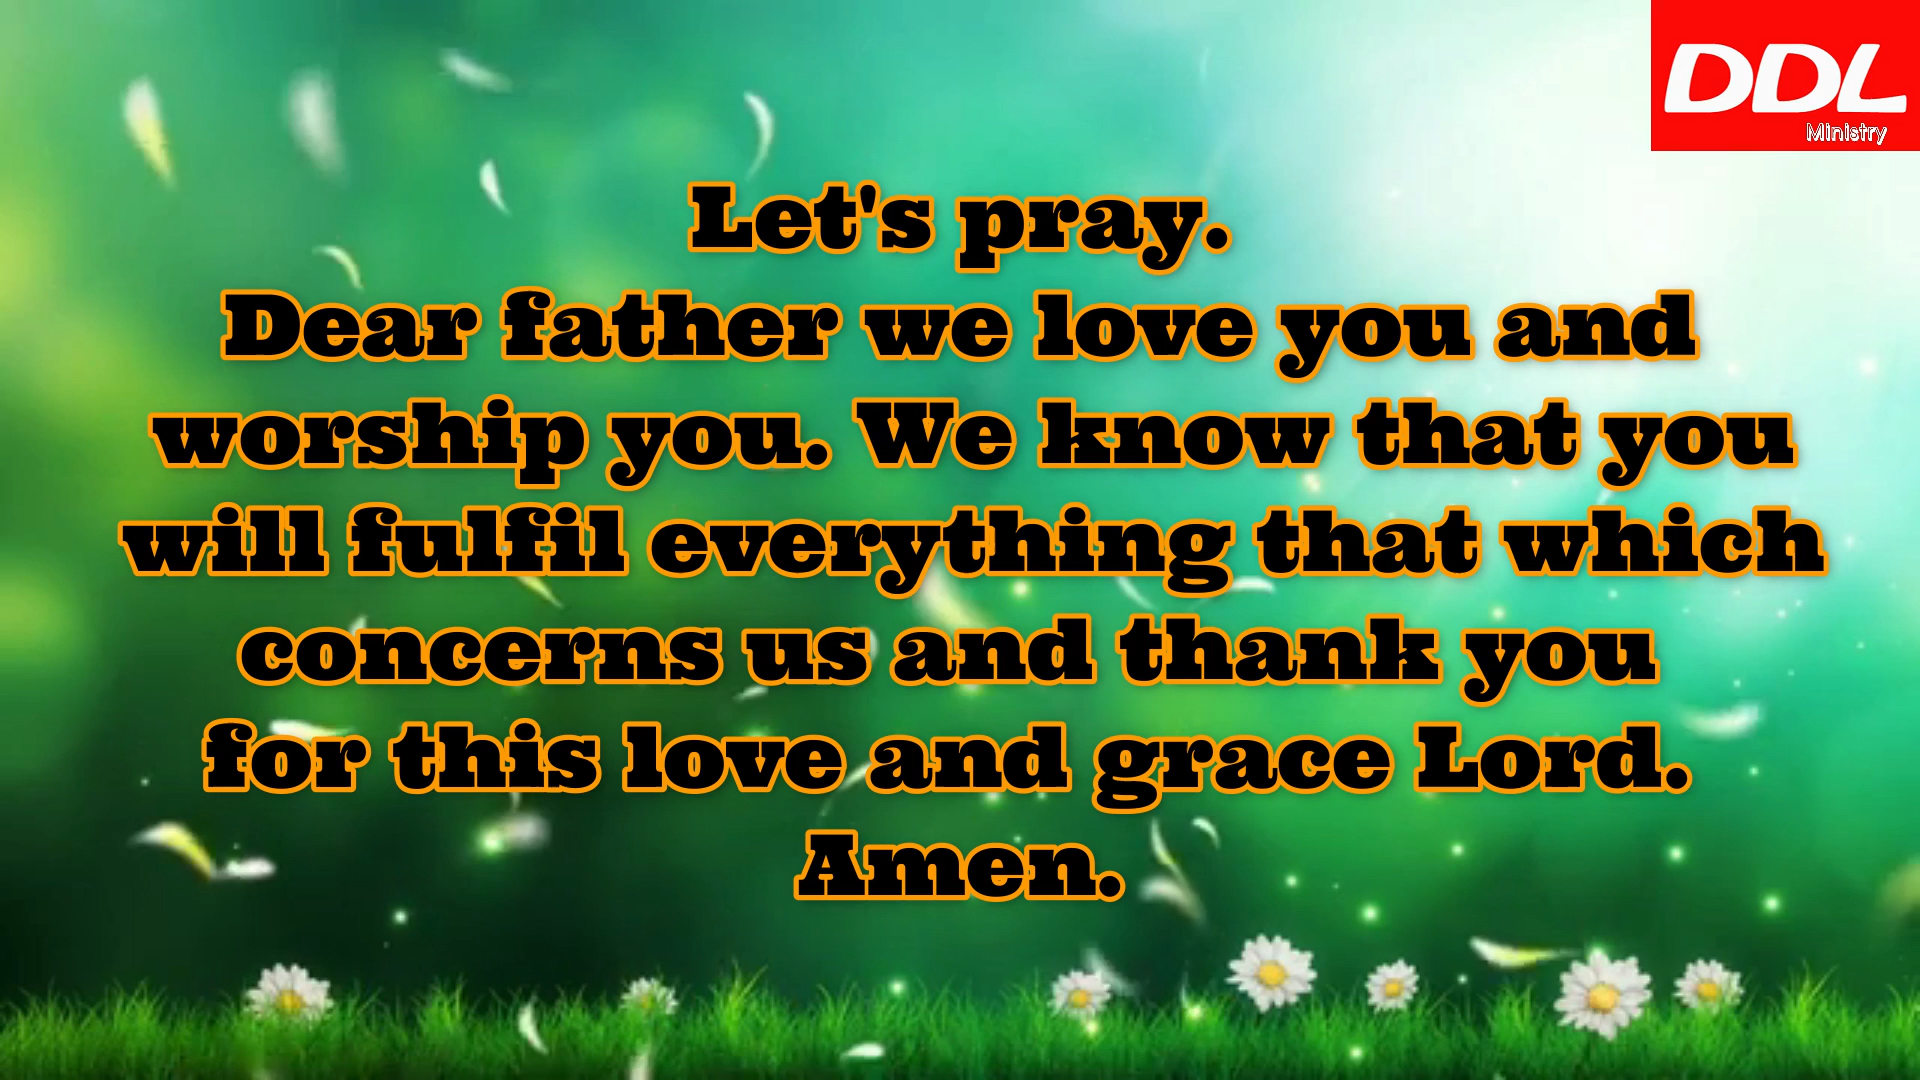 DDL
Ministry
Let's pray.
Dear father we love you and
worship you. We know that you
will fulfil everything that which
concerns us and thank you
for this love and grace Lord.
Amen.